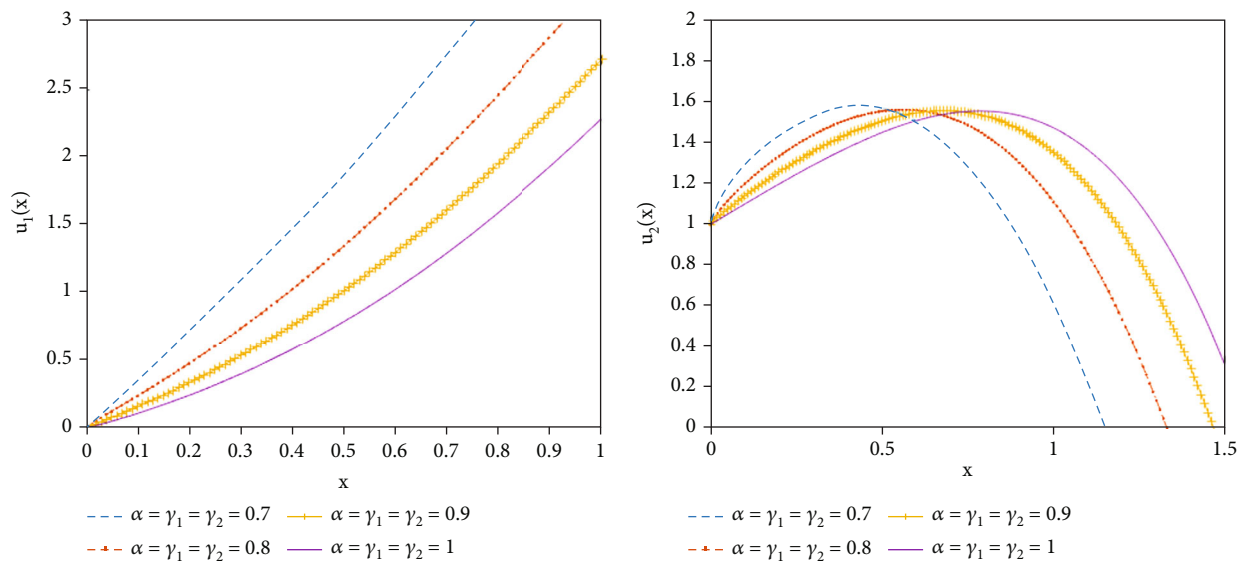 3
2.5
2
1.5
1
0.5
0
u₁(x)
0 0.1 0.2 0.3 0.4 0.5 0.6 0.7 0.8 0.9 1
x
α = γ₁ = γ₂ = 0.7
α = γ₁ = γ₂ = 0.9
α = γ₁ = γ₂ = 0.8
α = γ₁ = γ₂ = 1
2
1.8
1.6
1.4
1.2
1
0.8
0.6
0.4
0.2
0
u₂(x)
0 0.5 1 1.5
x
α = γ₁ = γ₂ = 0.7
α = γ₁ = γ₂ = 0.9
α = γ₁ = γ₂ = 0.8
α = γ₁ = γ₂ = 1